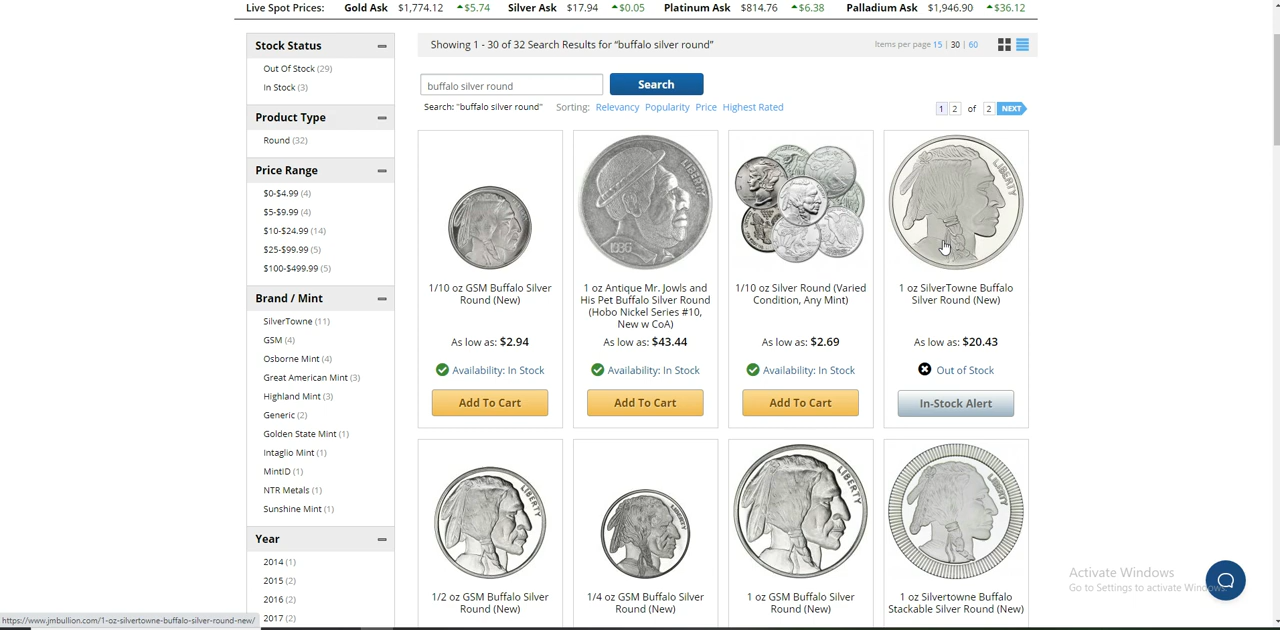 Live Spot Prices: Gold Ask $1,774.12 $5.74 Silver Ask $17.94 $0.05 Platinum Ask $814.76 $6.38 Palladium Ask $1,946.90 $36.12
Stock Status
Out Of Stock (29)
In Stock (3)
Product Type
Round (32)
Price Range
$0-$4.99 (4)
$5-$9.99 (4)
$10-$24.99 (14)
$25-$99.99 (5)
$100-$499.99 (5)
Brand / Mint
SilverTowne (11)
GSM (4)
Osborne Mint (4)
Great American Mint (3)
Highland Mint (3)
Generic (2)
Golden State Mint (1)
Intaglio Mint (1)
MintID (1)
NTR Metals (1)
Sunshine Mint (1)
Year
2014 (1)
2015 (2)
2016 (2)
2017 (2)
Showing 1 - 30 of 32 Search Results for "buffalo silver round"
Items per page 15 | 30 | 60
buffalo silver round
Search
Search: "buffalo silver round" Sorting: Relevancy Popularity Price Highest Rated
1 2 of 2 NEXT
1/10 oz GSM Buffalo Silver
Round (New)
As low as: $2.94
Availability: In Stock
Add To Cart
LIBERTY
1936
1 oz Antique Mr. Jowls and
His Pet Buffalo Silver Round
(Hobo Nickel Series #10,
New w CoA)
As low as: $43.44
Availability: In Stock
Add To Cart
1/10 oz Silver Round (Varied
Condition, Any Mint)
As low as: $2.69
Availability: In Stock
Add To Cart
LIBERTY
1 oz SilverTowne Buffalo
Silver Round (New)
As low as: $20.43
Out of Stock
In-Stock Alert
LIBERTY
1/2 oz GSM Buffalo Silver
Round (New)
LIBERTY
1/4 oz GSM Buffalo Silver
Round (New)
LIBERTY
1 oz GSM Buffalo Silver
Round (New)
LIBERTY
1 oz Silvertowne Buffalo
Stackable Silver Round (New)
Activate Windows
Go to Settings to activate Windows.
https://www.jmbullion.com/1-oz-silvertowne-buffalo-silver-round-new/